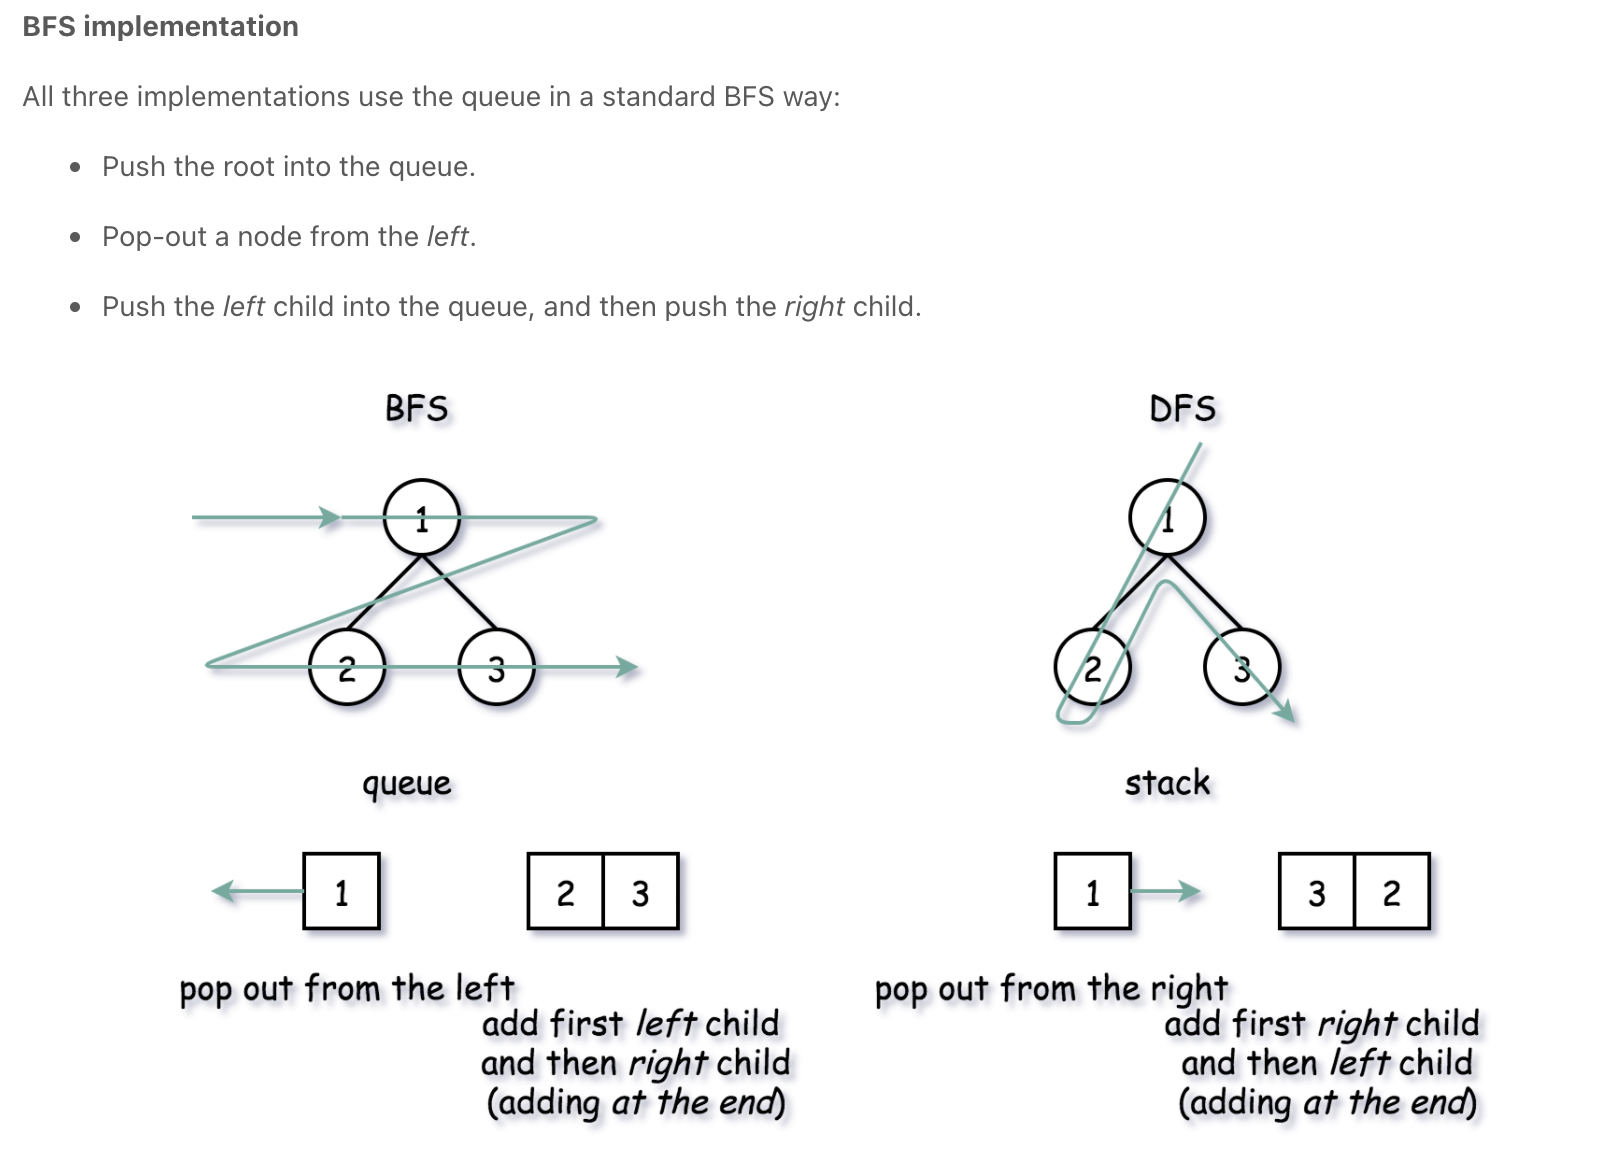 BFS implementation
All three implementations use the queue in a standard BFS way:
• Push the root into the queue.
• Pop-out a node from the left.
• Push the left child into the queue, and then push the right child.
BFS
1
2 3
queue
1
2 3
pop out from the left
add first left child
and then right child
(adding at the end)
DFS
1
2 3
stack
1
3 2
pop out from the right
add first right child
and then left child
(adding at the end)